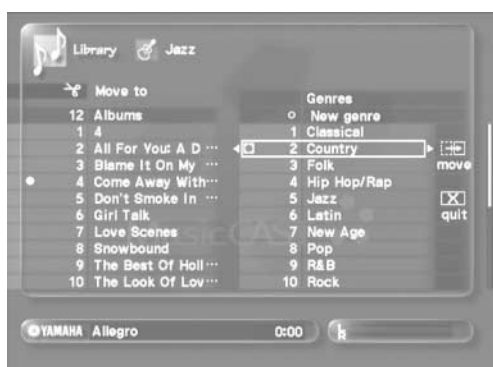 Library Jazz
Move to
12 Albums
1 4
2 All For You: A D ...
3 Blame It On My ...
4 Come Away With...
5 Don't Smoke In ...
6 Girl Talk
7 Love Scenes
8 Snowbound
9 The Best Of Holl...
10 The Look Of Lov...
Genres
New genre
1 Classical
2 Country
3 Folk
4 Hip Hop/Rap
5 Jazz
6 Latin
7 New Age
8 Pop
9 R&B
10 Rock
move
quit
YAMAHA Allegro 0:00